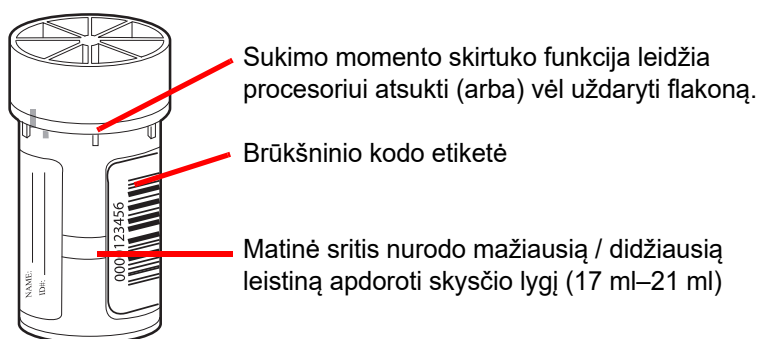 Sukimo momento skirtuko funkcija leidžia
procesoriui atsukti (arba) vėl uždaryti flakoną.
Brūkšninio kodo etiketė
Matinė sritis nurodo mažiausią / didžiausią
leistiną apdoroti skysčio lygį (17 ml–21 ml)
NAME:
ID#:
0000123456